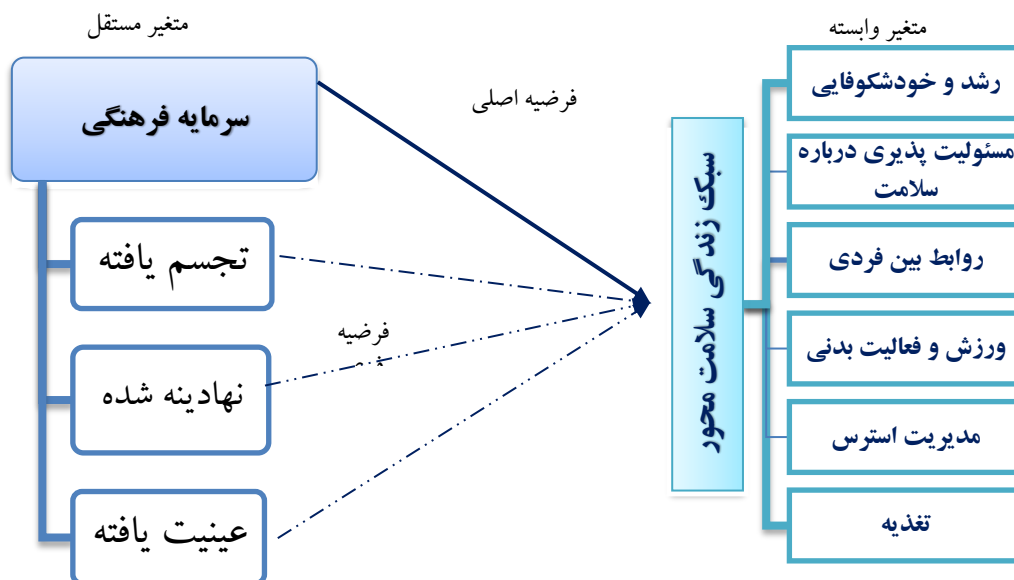 متغیر وابسته
متغیر مستقل
رشد و خودشکوفایی
سرمایه فرهنگی
فرضیه اصلی
مسئولیت پذیری درباره
سلامت
سبک زندگی سلامت محور
تجسم یافته
روابط بین فردی
فرضیه
نهادینه شده
ورزش و فعالیت بدنی
مدیریت استرس
عینیت یافته
تغذیه